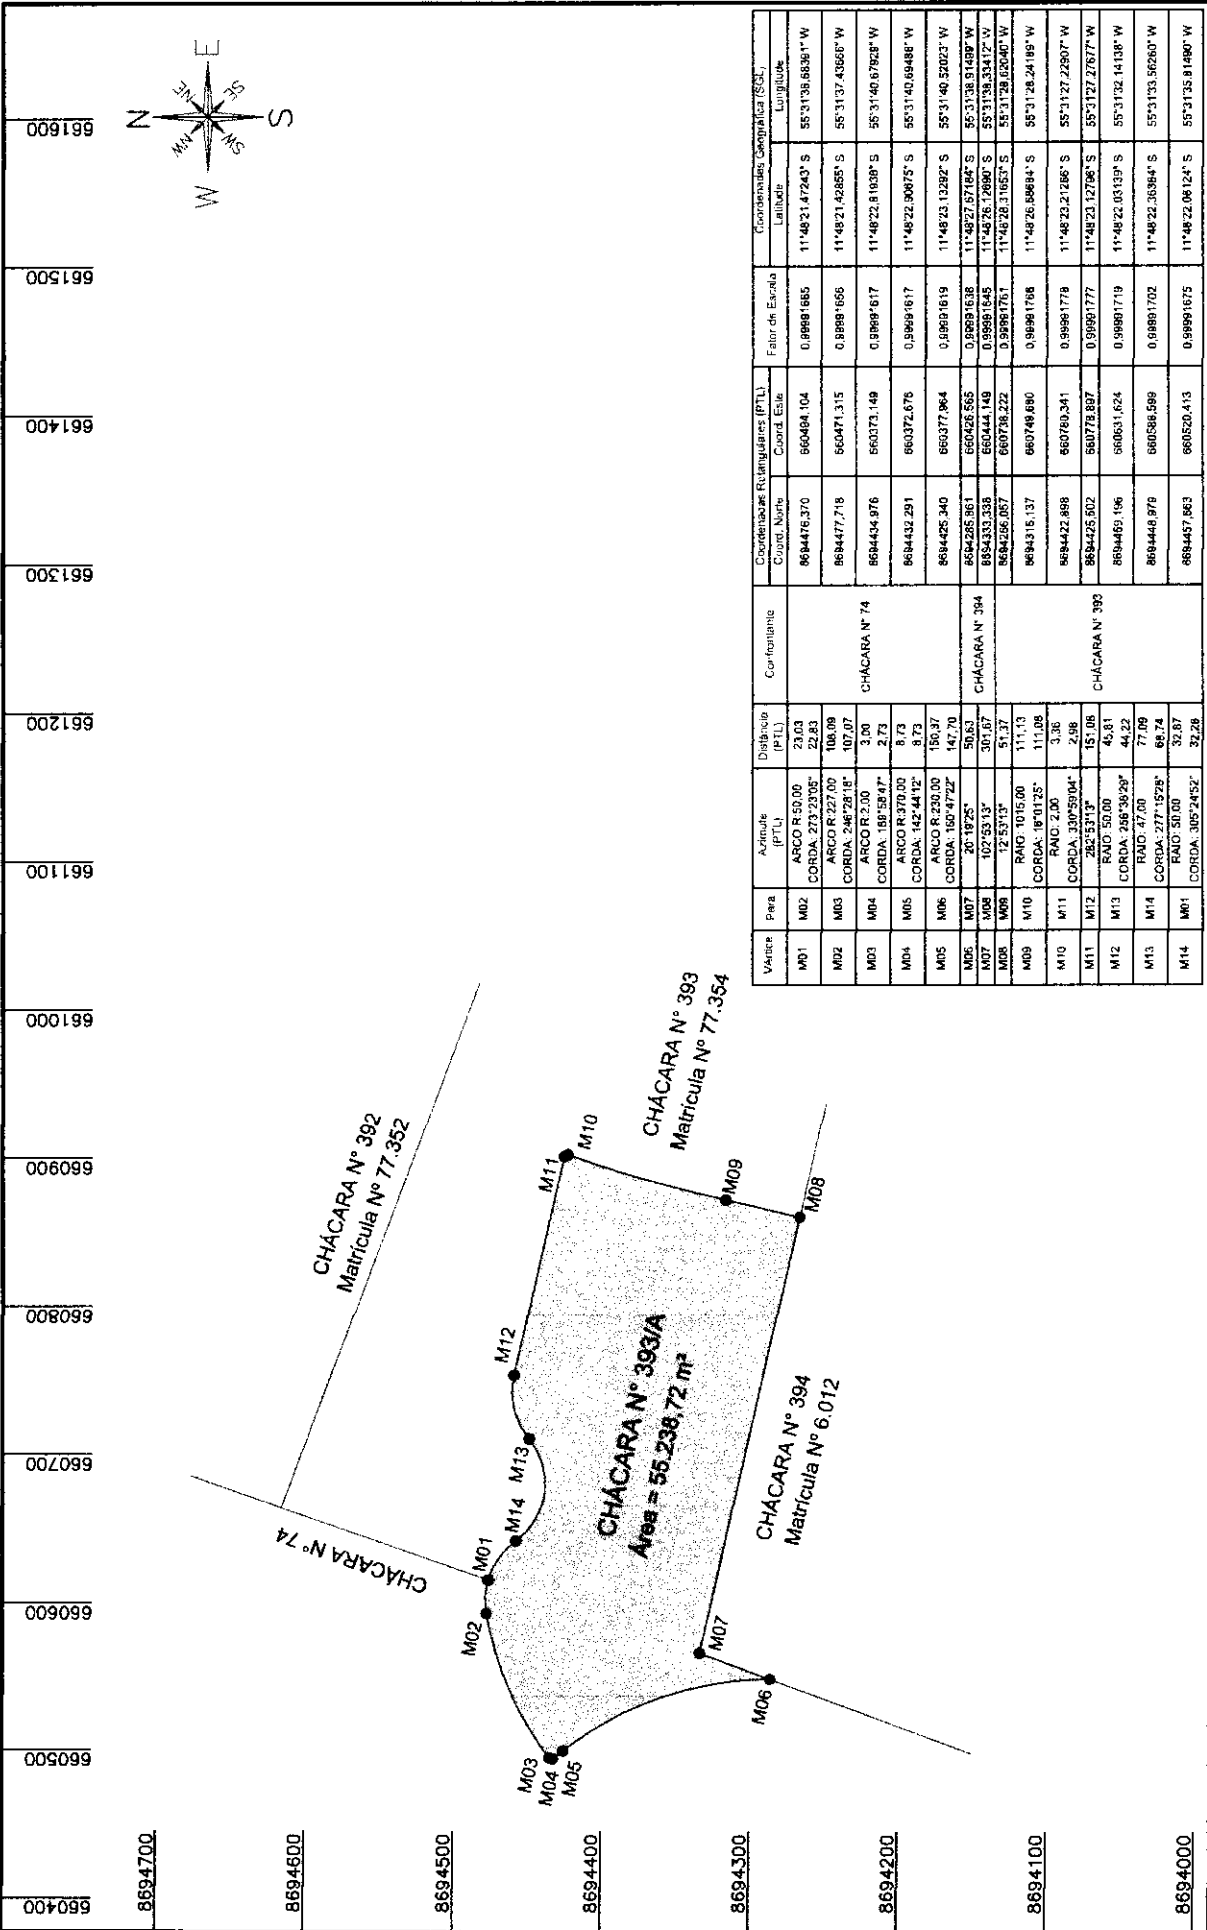 660400
660500
660600
660700
660800
660900
661000
661100
661200
661300
661400
661500
661600
8694700
8694600
8694500
8694400
8694300
8694200
8694100
8694000
N
NE
E
SE
S
SW
W
NW
CHÁCARA N° 392
Matrícula Nº 77.352
CHÁCARA N° 74
CHÁCARA N° 393
Matrícula Nº 77.354
CHÁCARA N° 393/A
Área = 55.238,72 m²
CHÁCARA N° 394
Matrícula Nº 6.012
M01
M02
M03
M04
M05
M06
M07
M08
M09
M10
M11
M12
M13
M14
Vértice Para Azimute (PTL) Distância (PTL) Confrontante Coordenadas Retangulares (PTL) Fator de Escala Coordenadas Geográfica (SGL)
Coord. Norte Coord. Este Latitude Longitude
M01 M02 ARCO R:50,00 23,03 8694476,370 660494,104 0,99991665 11°48'21,47243" S 55°31'36,68391" W
CORDA: 273°23'05" 22,83
M02 M03 ARCO R:227,00 108,09 8694477,718 660471,315 0,99991656 11°48'21,42855" S 55°31'37,43666" W
CORDA: 246°28'18" 107,07
M03 M04 ARCO R:2,00 3,00 CHÁCARA N° 74 8694434,976 660373,149 0,99991617 11°48'22,81938" S 55°31'40,67929" W
CORDA: 189°58'47" 2,73
M04 M05 ARCO R:370,00 8,73 8694432,291 660372,676 0,99991617 11°48'22,90675" S 55°31'40,69486" W
CORDA: 142°44'12" 8,73
M05 M06 ARCO R:230,00 150,37 8694425,340 660377,964 0,99991619 11°48'23,13292" S 55°31'40,52023" W
CORDA: 160°47'22" 147,70
M06 M07 20°19'25" 50,63 CHÁCARA N° 394 8694285,861 660426,565 0,99991638 11°48'27,67184" S 55°31'38,91499" W
M07 M08 102°53'13" 301,67 8694333,338 660444,149 0,99991645 11°48'26,12690" S 55°31'38,33412" W
M08 M09 12°53'13" 51,37 CHÁCARA N° 393 8694266,057 660738,222 0,99991761 11°48'28,31653" S 55°31'28,62040" W
M09 M10 RAIO: 1015,00 111,13 8694316,137 660749,680 0,99991766 11°48'26,68684" S 55°31'28,24189" W
CORDA: 16°01'25" 111,08
M10 M11 RAIO: 2,00 3,36 8694422,898 660780,341 0,99991778 11°48'23,21266" S 55°31'27,22907" W
CORDA: 330°59'04" 2,98
M11 M12 282°53'13" 151,08 8694425,502 660778,897 0,99991777 11°48'23,12796" S 55°31'27,27677" W
M12 M13 RAIO: 50,00 45,81 8694459,196 660631,624 0,99991719 11°48'22,03139" S 55°31'32,14138" W
CORDA: 256°38'29" 44,22
M13 M14 RAIO: 47,00 77,09 8694448,979 660588,599 0,99991702 11°48'22,36384" S 55°31'33,56260" W
CORDA: 277°15'28" 68,74
M14 M01 RAIO: 50,00 32,87 8694457,663 660520,413 0,99991675 11°48'22,06124" S 55°31'35,81490" W
CORDA: 305°24'52" 32,28